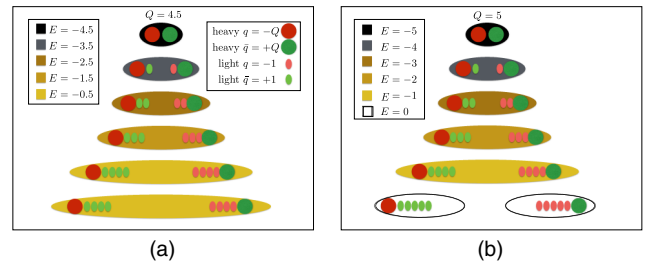 Q = 4.5
E = −4.5
E = −3.5
E = −2.5
E = −1.5
E = −0.5
heavy q = −Q
heavy q̄ = +Q
light q = −1
light q̄ = +1
(a)
Q = 5
E = −5
E = −4
E = −3
E = −2
E = −1
E = 0
(b)